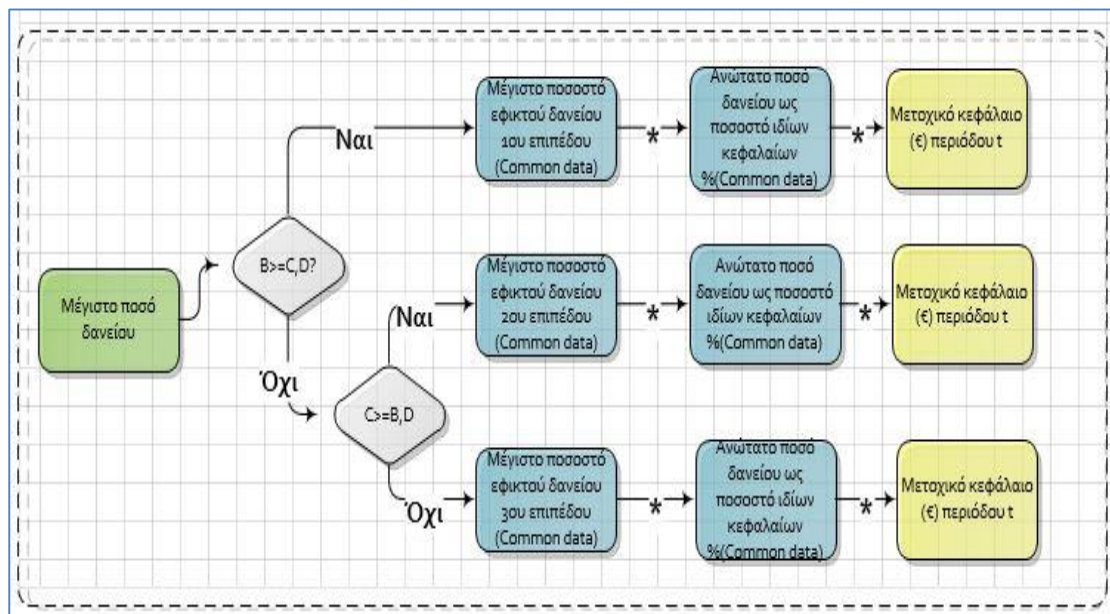 Μέγιστο ποσό
δανείου
B>=C,D?
Ναι
Μέγιστο ποσοστό
εφικτού δανείου
1ου επιπέδου
(Common data)
*
Ανώτατο ποσό
δανείου ως
ποσοστό ιδίων
κεφαλαίων
%(Common data)
*
Μετοχικό κεφάλαιο
(€) περιόδου t
Όχι
C>=B,D
Ναι
Μέγιστο ποσοστό
εφικτού δανείου
2ου επιπέδου
(Common data)
*
Ανώτατο ποσό
δανείου ως ποσοστό
ιδίων κεφαλαίων
%(Common data)
*
Μετοχικό κεφάλαιο
(€) περιόδου t
Όχι
Μέγιστο ποσοστό
εφικτού δανείου
3ου επιπέδου
(Common data)
*
Ανώτατο ποσό
δανείου ως
ποσοστό ιδίων
κεφαλαίων
%(Common data)
*
Μετοχικό κεφάλαιο
(€) περιόδου t